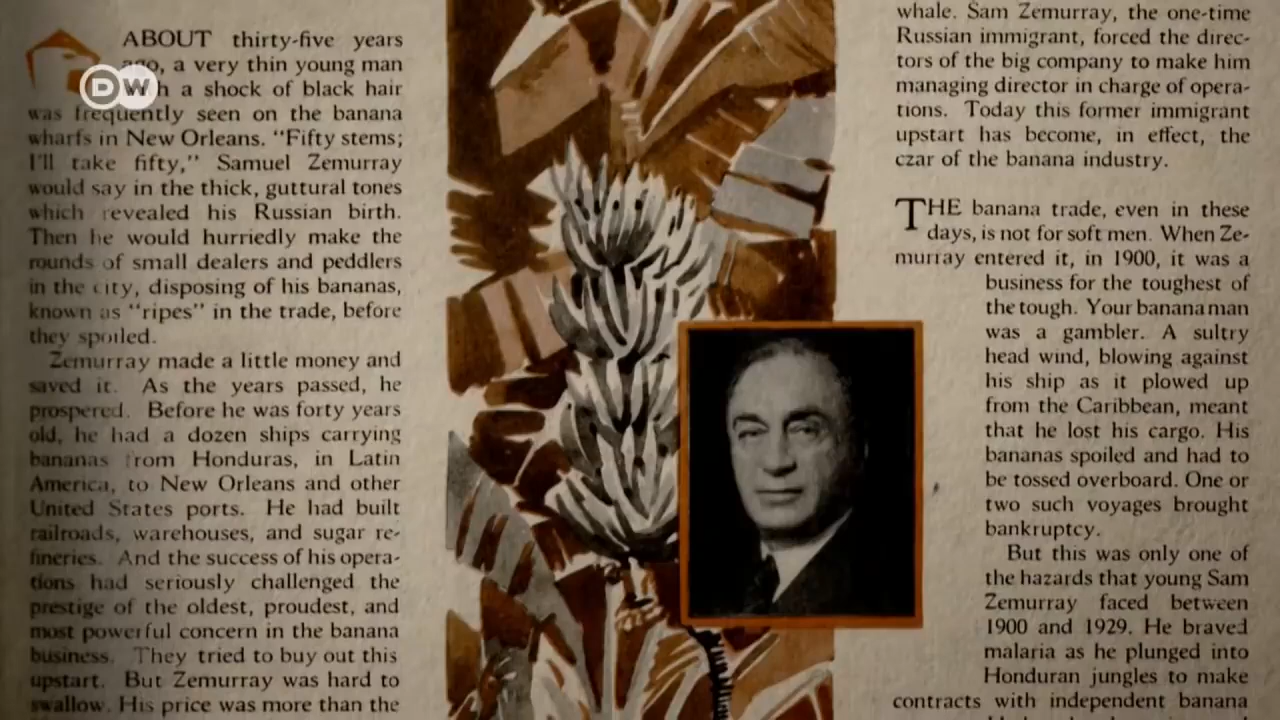 DW
ABOUT thirty-five years
ago, a very thin young man
with a shock of black hair
was frequently seen on the banana
wharfs in New Orleans. "Fifty stems;
I'll take fifty," Samuel Zemurray
would say in the thick, guttural tones
which revealed his Russian birth.
Then he would hurriedly make the
rounds of small dealers and peddlers
in the city, disposing of his bananas,
known as "ripes" in the trade, before
they spoiled.
Zemurray made a little money and
saved it. As the years passed, he
prospered. Before he was forty years
old, he had a dozen ships carrying
bananas from Honduras, in Latin
America, to New Orleans and other
United States ports. He had built
railroads, warehouses, and sugar re-
fineries. And the success of his opera-
tions had seriously challenged the
prestige of the oldest, proudest, and
most powerful concern in the banana
business. They tried to buy out this
upstart. But Zemurray was hard to
swallow. His price was more than the
whale. Sam Zemurray, the one-time
Russian immigrant, forced the direc-
tors of the big company to make him
managing director in charge of opera-
tions. Today this former immigrant
upstart has become, in effect, the
czar of the banana industry.
THE banana trade, even in these
days, is not for soft men. When Ze-
murray entered it, in 1900, it was a
business for the toughest of
the tough. Your banana man
was a gambler. A sultry
head wind, blowing against
his ship as it plowed up
from the Caribbean, meant
that he lost his cargo. His
bananas spoiled and had to
be tossed overboard. One or
two such voyages brought
bankruptcy.
But this was only one of
the hazards that young Sam
Zemurray faced between
1900 and 1929. He braved
malaria as he plunged into
Honduran jungles to make
contracts with independent banana